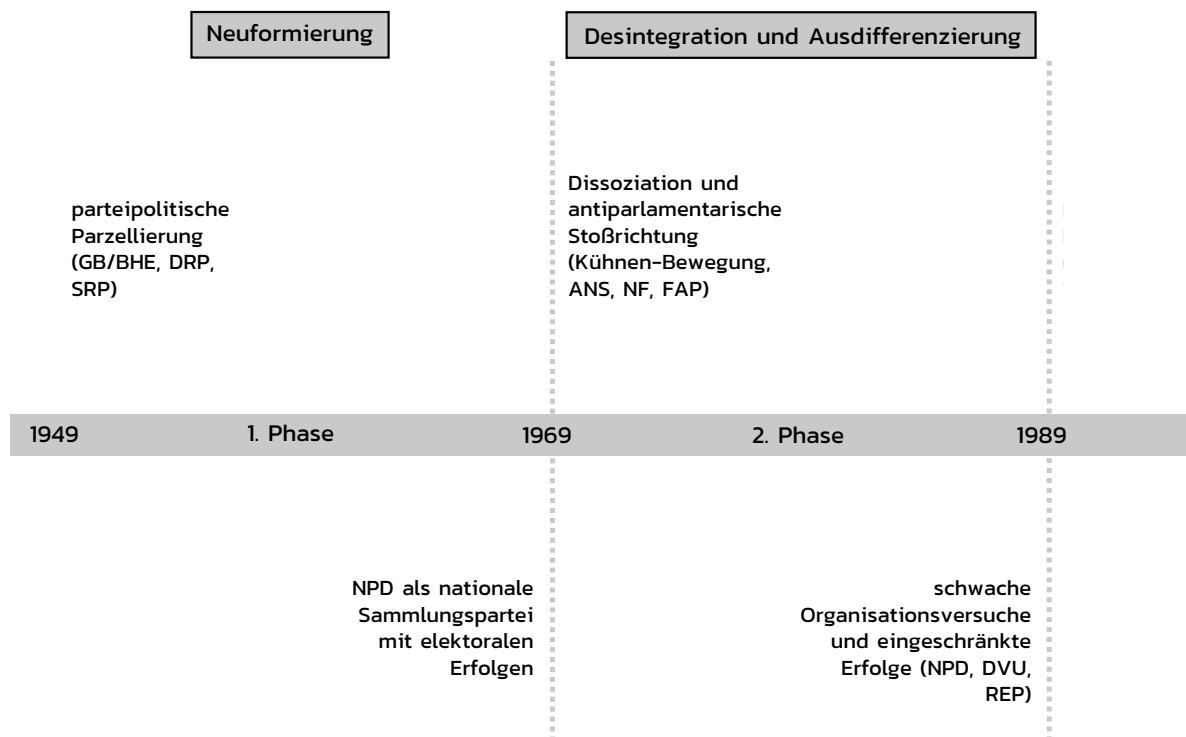 Neuformierung
Desintegration und Ausdifferenzierung
parteipolitische
Parzellierung
(GB/BHE, DRP,
SRP)
Dissoziation und
antiparlamentarische
Stoßrichtung
(Kühnen-Bewegung,
ANS, NF, FAP)
1949
1. Phase
1969
2. Phase
1989
NPD als nationale
Sammlungspartei
mit elektoralen
Erfolgen
schwache
Organisationsversuche
und eingeschränkte
Erfolge (NPD, DVU,
REP)